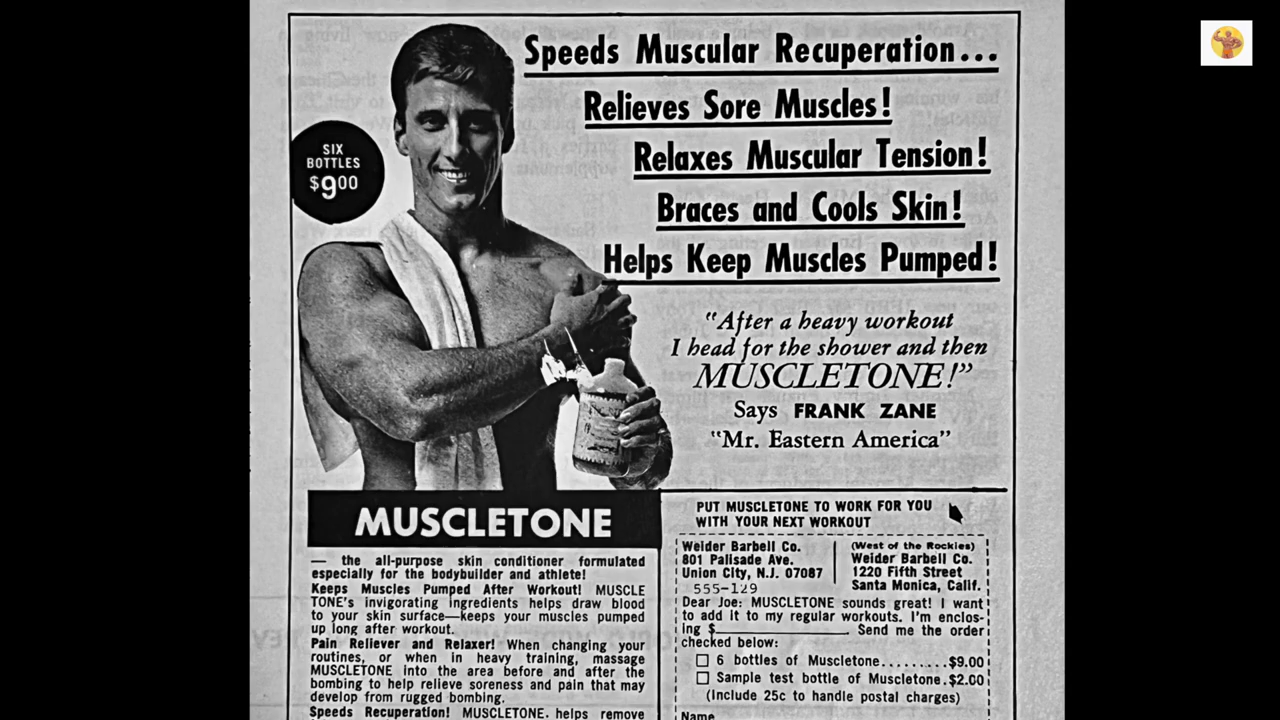 Speeds Muscular Recuperation...
Relieves Sore Muscles!
Relaxes Muscular Tension!
Braces and Cools Skin!
Helps Keep Muscles Pumped!
SIX
BOTTLES
$9.00
"After a heavy workout
I head for the shower and then
MUSCLETONE!"
Says FRANK ZANE
"Mr. Eastern America"
MUSCLETONE
— the all-purpose skin conditioner formulated
especially for the bodybuilder and athlete!
Keeps Muscles Pumped After Workout! MUSCLE
TONE's invigorating ingredients helps draw blood
to your skin surface—keeps your muscles pumped
up long after workout.
Pain Reliever and Relaxer! When changing your
routines, or when in heavy training, massage
MUSCLETONE into the area before and after the
bombing to help relieve soreness and pain that may
develop from rugged bombing.
Speeds Recuperation! MUSCLETONE. helps remove
PUT MUSCLETONE TO WORK FOR YOU
WITH YOUR NEXT WORKOUT
Weider Barbell Co.
801 Palisade Ave.
Union City, N.J. 07087
555-129
(West of the Rockies)
Weider Barbell Co.
1220 Fifth Street
Santa Monica, Calif.
Dear Joe: MUSCLETONE sounds great! I want
to add it to my regular workouts. I'm enclos-
ing $__________. Send me the order
checked below:
6 bottles of Muscletone.........$9.00
Sample test bottle of Muscletone.$2.00
(Include 25c to handle postal charges)
Name